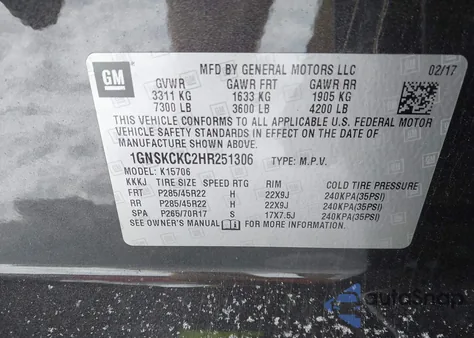 GM
MFD BY GENERAL MOTORS LLC 02/17
GVWR GAWR FRT GAWR RR
3311 KG 1633 KG 1905 KG
7300 LB 3600 LB 4200 LB
THIS VEHICLE CONFORMS TO ALL APPLICABLE U.S. FEDERAL MOTOR
VEHICLE SAFETY STANDARDS IN EFFECT ON THE DATE OF
MANUFACTURE SHOWN ABOVE.
1GNSKCKC2HR251306 TYPE: M.P.V.
MODEL: K15706
KKKJ TIRE SIZE SPEED RTG RIM COLD TIRE PRESSURE
FRT P285/45R22 H 22X9J 240KPA(35PSI)
RR P285/45R22 H 22X9J 240KPA(35PSI)
SPA P265/70R17 S 17X7.5J 240KPA(35PSI)
SEE OWNER'S MANUAL FOR MORE INFORMATION.
autoSnap